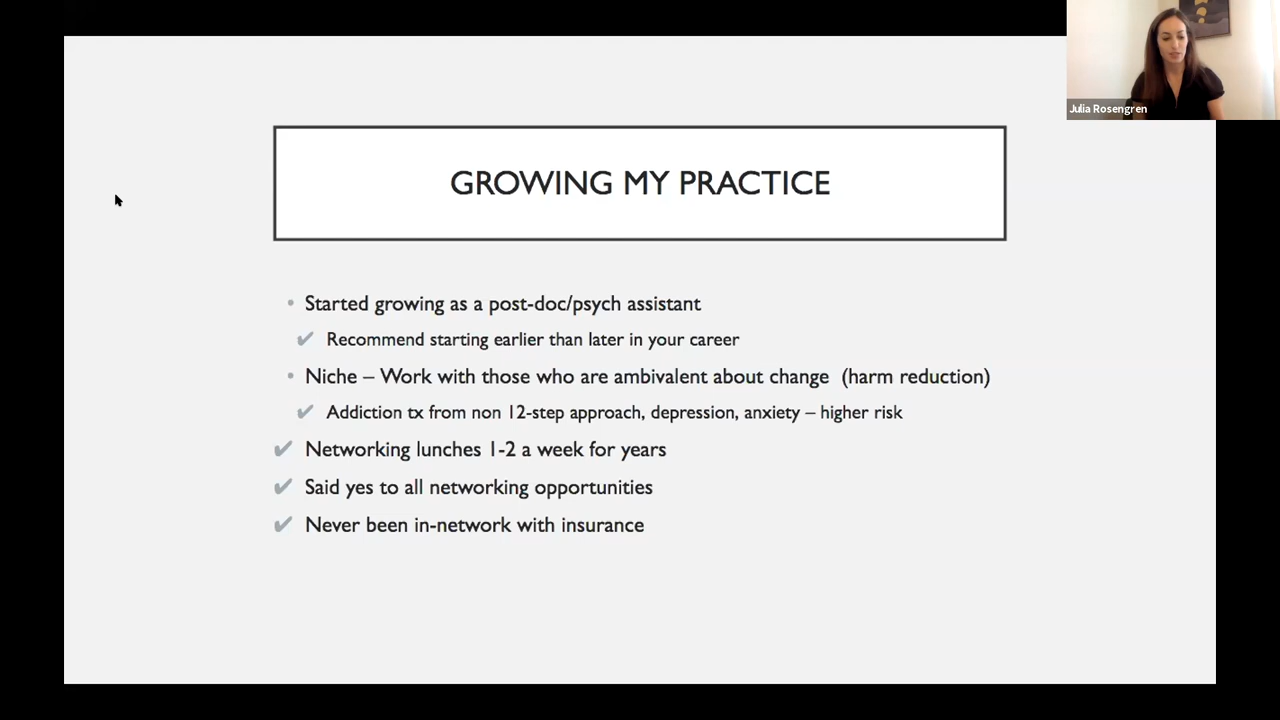 Julia Rosengren
GROWING MY PRACTICE
• Started growing as a post-doc/psych assistant
✔ Recommend starting earlier than later in your career
• Niche – Work with those who are ambivalent about change (harm reduction)
✔ Addiction tx from non 12-step approach, depression, anxiety – higher risk
✔ Networking lunches 1-2 a week for years
✔ Said yes to all networking opportunities
✔ Never been in-network with insurance